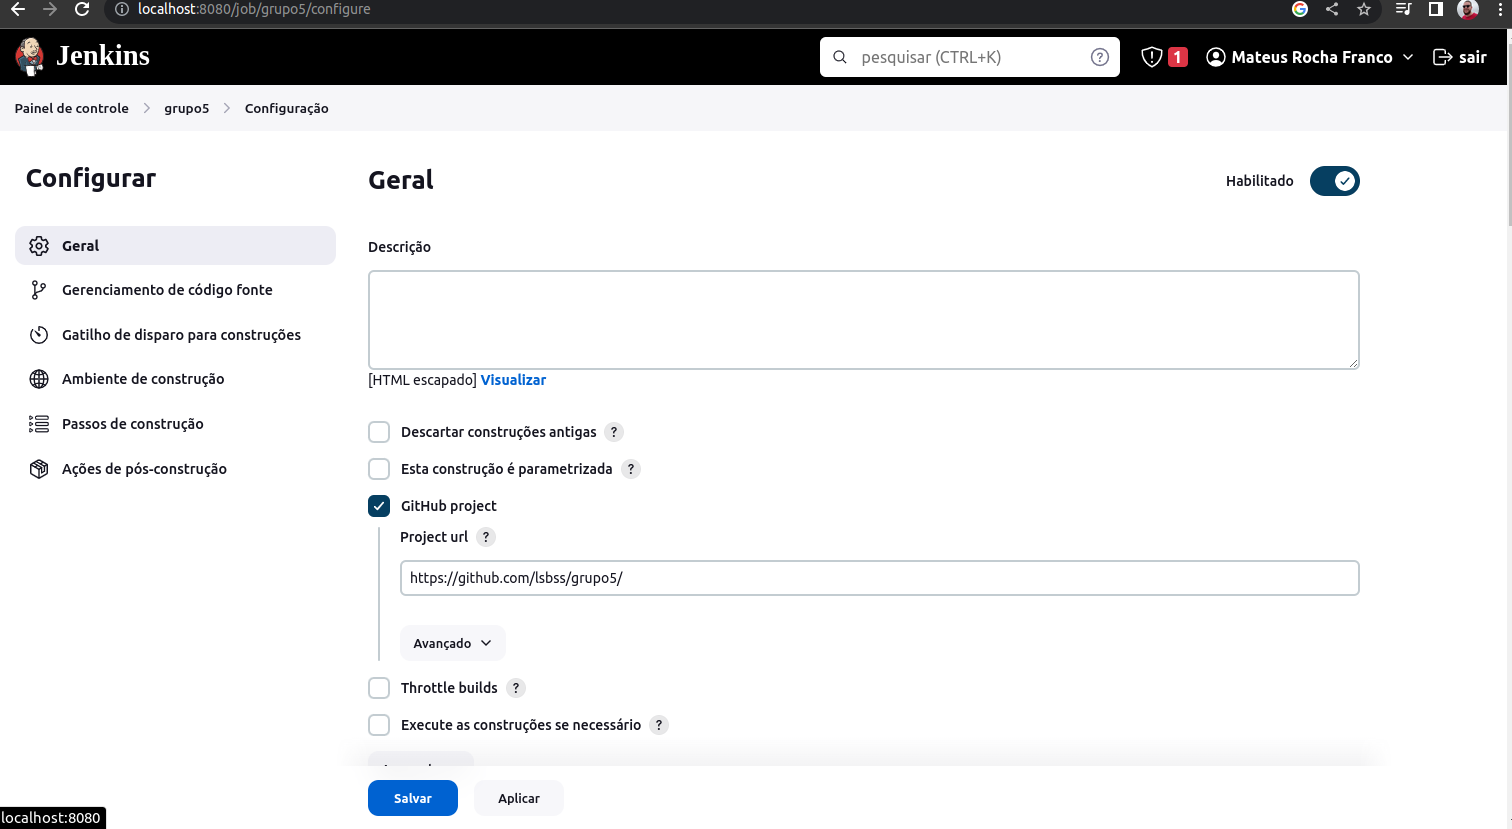 localhost:8080/job/grupo5/configure
Jenkins
pesquisar (CTRL+K)
?
1
Mateus Rocha Franco
sair
Painel de controle
grupo5
Configuração
Configurar
Geral
Gerenciamento de código fonte
Gatilho de disparo para construções
Ambiente de construção
Passos de construção
Ações de pós-construção
Geral
Habilitado
Descrição
[HTML escapado] Visualizar
Descartar construções antigas ?
Esta construção é parametrizada ?
GitHub project
Project url ?
https://github.com/lsbss/grupo5/
Avançado
Throttle builds ?
Execute as construções se necessário ?
Salvar
Aplicar
localhost:8080